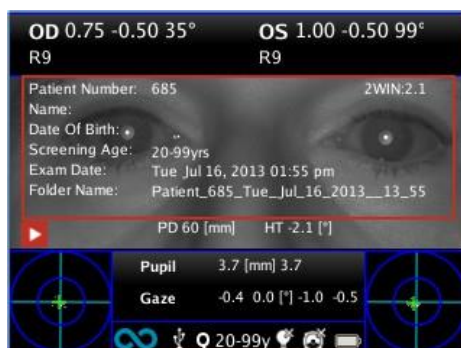 OD 0.75 -0.50 35° OS 1.00 -0.50 99°
R9 R9
Patient Number: 685 2WIN:2.1
Name:
Date Of Birth:
Screening Age: 20-99yrs
Exam Date: Tue Jul 16, 2013 01:55 pm
Folder Name: Patient_685_Tue_Jul_16_2013__13_55
PD 60 [mm] HT -2.1 [°]
Pupil 3.7 [mm] 3.7
Gaze -0.4 0.0 [°] -1.0 -0.5
Q 20-99y